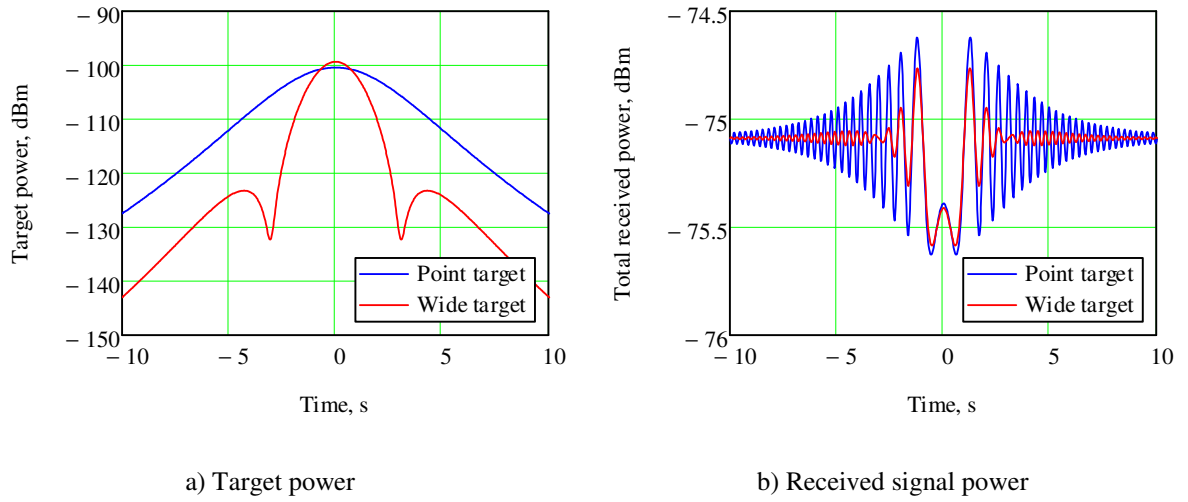 − 90
− 100
− 110
− 120
− 130
− 140
− 150
− 10
− 5
0
5
10
Target power, dBm
Time, s
Point target
Wide target
a) Target power
− 74.5
− 75
− 75.5
− 76
− 10
− 5
0
5
10
Total received power, dBm
Time, s
Point target
Wide target
b) Received signal power